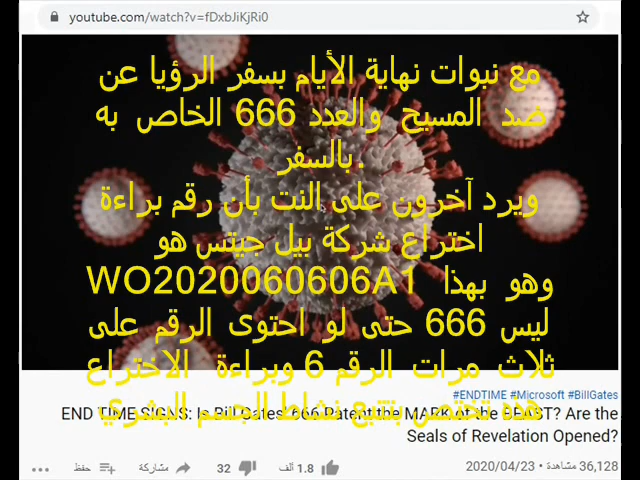 youtube.com/watch?v=fDxbJiKjRi0
مع نبوات نهاية الأيام بسفر الرؤيا عن
ضد المسيح والعدد 666 الخاص به
بالسفر.
ويرد آخرون على النت بأن رقم براءة
اختراع شركة بيل جيتس هو
وهو بهذا WO2020060606A1
ليس 666 حتى لو احتوى الرقم على
ثلاث مرات الرقم 6 وبراءة الاختراع
هذه تختص بتتبع نشاط الجسم البشري
#ENDTIME #Microsoft #BillGates
END TIME SIGNS: Is Bill Gates' 666 Patent the MARK of the BEAST? Are the
Seals of Revelation Opened?
36,128 مشاهدة • 2020/04/23
1.8 ألف
32
مشاركة
حفظ